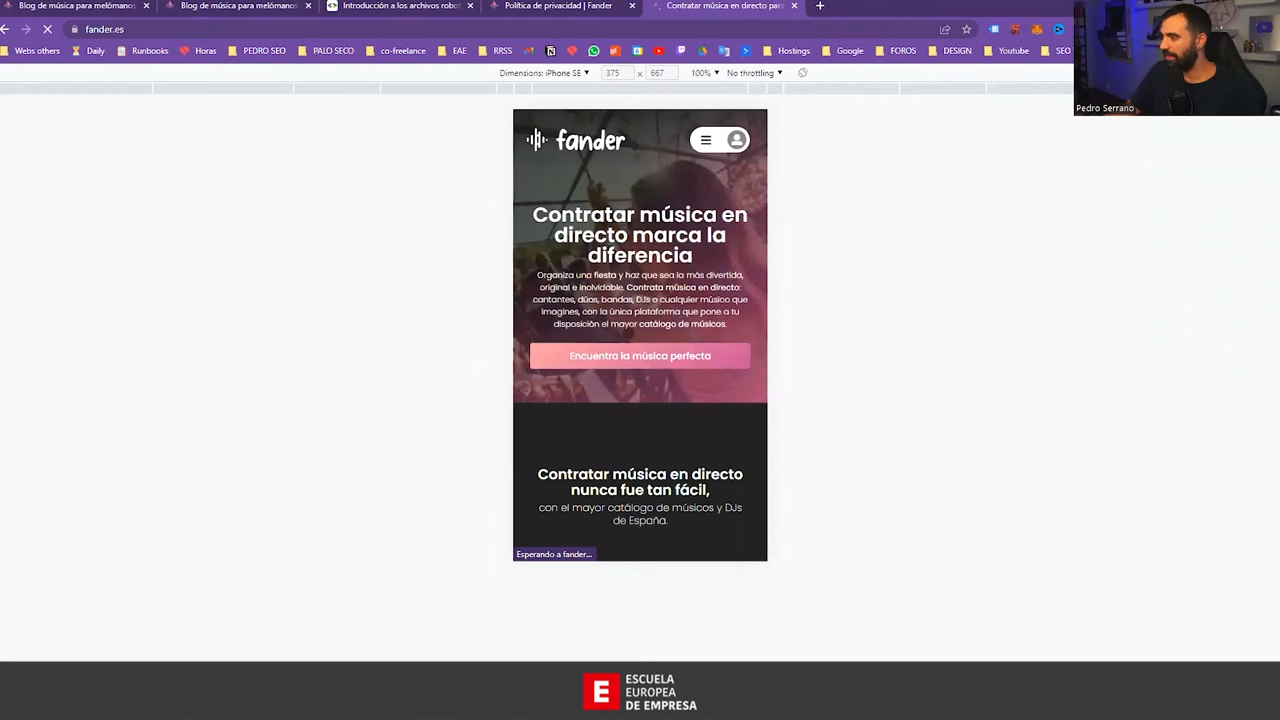 Blog de música para melómanos
Blog de música para melómanos
Introducción a los archivos robo
Política de privacidad | Fander
Contratar música en directo para
fander.es
Webs others
Daily
Runbooks
Horas
PEDRO SEO
PALO SECO
co-freelance
EAE
RRSS
Hostings
Google
FOROS
DESIGN
Youtube
SEO
Dimensions: iPhone SE
375
x
667
100%
No throttling
Pedro Serrano
fander
Contratar música en
directo marca la
diferencia
Organiza una fiesta y haz que sea la más divertida,
original e inolvidable. Contrata música en directo:
cantantes, dúos, bandas, DJs o cualquier músico que
imagines, con la única plataforma que pone a tu
disposición el mayor catálogo de músicos.
Encuentra la música perfecta
Contratar música en directo
nunca fue tan fácil,
con el mayor catálogo de músicos y DJs
de España.
Esperando a fander...
E
ESCUELA
EUROPEA
DE EMPRESA